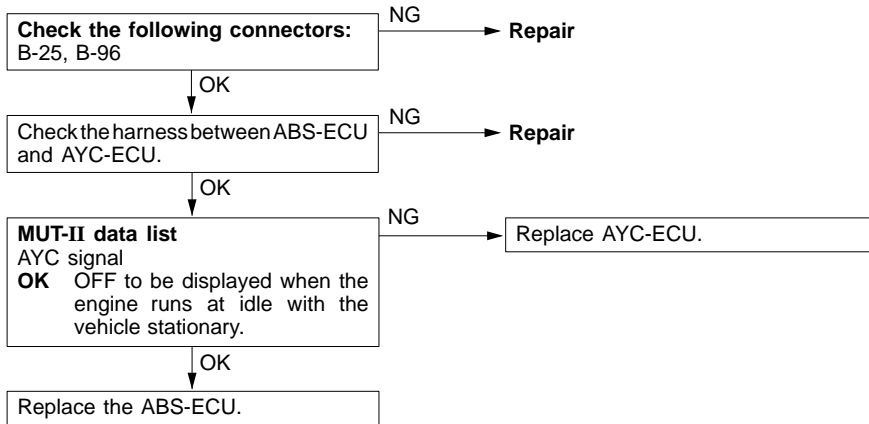 Check the following connectors:
B-25, B-96
NG
Repair
OK
Check the harness between ABS-ECU
and AYC-ECU.
NG
Repair
OK
MUT-II data list
AYC signal
OK OFF to be displayed when the
engine runs at idle with the
vehicle stationary.
NG
Replace AYC-ECU.
OK
Replace the ABS-ECU.